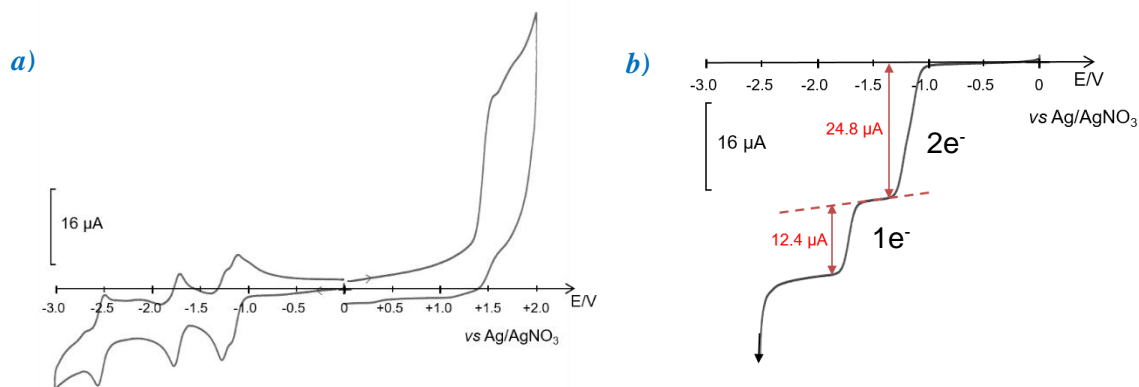 a)
16 µA
-3.0 -2.5 -2.0 -1.5 -1.0 -0.5 0 +0.5 +1.0 +1.5 +2.0 E/V
vs Ag/AgNO₃
b)
-3.0 -2.5 -2.0 -1.5 -1.0 -0.5 0 E/V
vs Ag/AgNO₃
24.8 µA
16 µA
2e⁻
12.4 µA
1e⁻